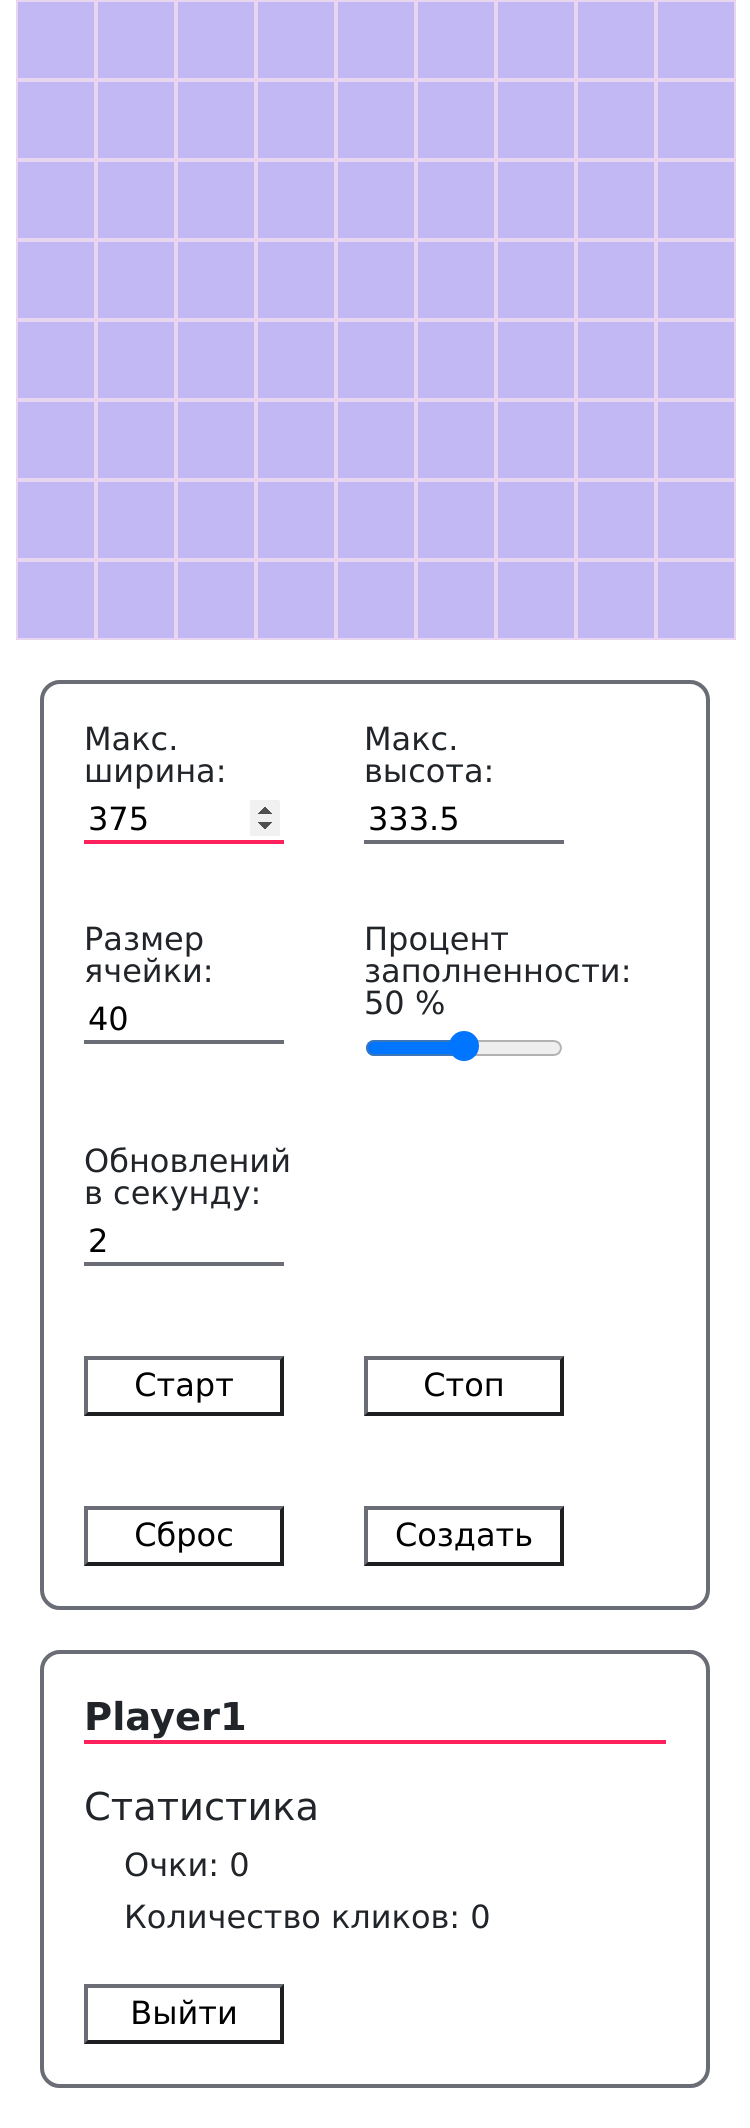 Макс.
ширина:
375
Макс.
высота:
333.5
Размер
ячейки:
40
Процент
заполненности:
50 %
Обновлений
в секунду:
2
Старт
Стоп
Сброс
Создать
Player1
Статистика
Очки: 0
Количество кликов: 0
Выйти